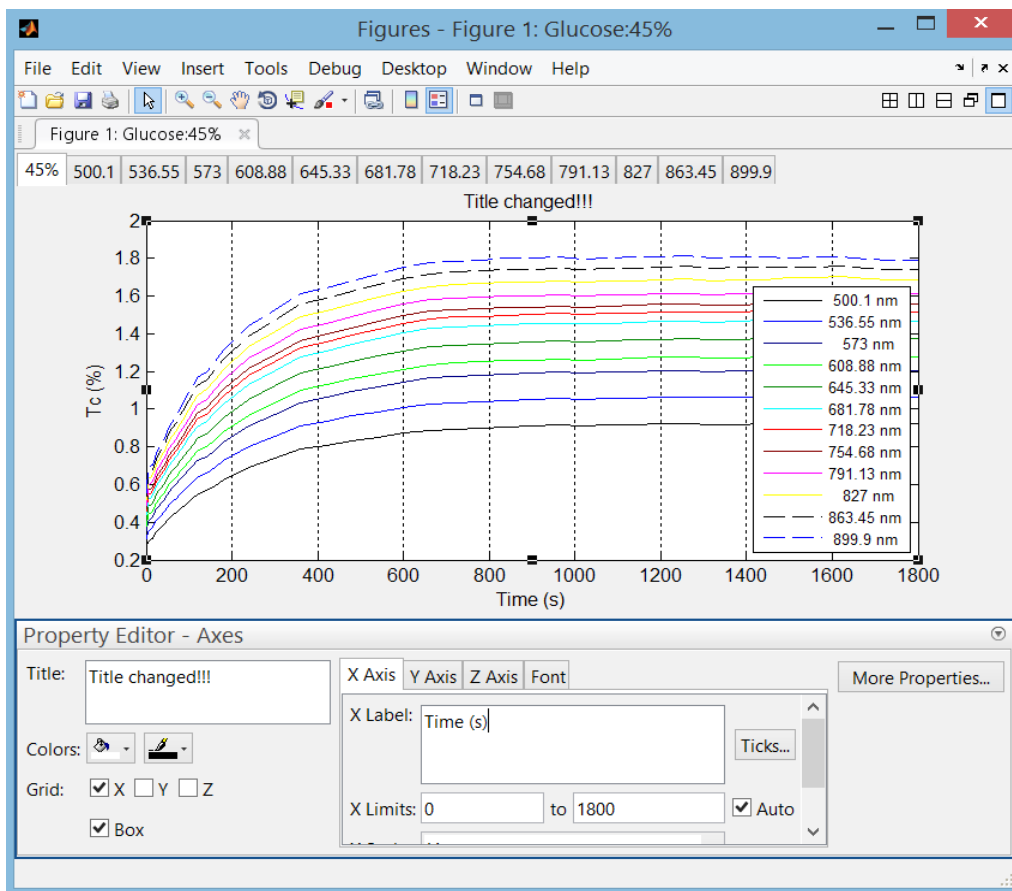 Figures - Figure 1: Glucose:45%
File Edit View Insert Tools Debug Desktop Window Help
Figure 1: Glucose:45%
45% 500.1 536.55 573 608.88 645.33 681.78 718.23 754.68 791.13 827 863.45 899.9
Title changed!!!
2
1.8
1.6
1.4
1.2
1
0.8
0.6
0.4
0.2
Tc (%)
500.1 nm
536.55 nm
573 nm
608.88 nm
645.33 nm
681.78 nm
718.23 nm
754.68 nm
791.13 nm
827 nm
863.45 nm
899.9 nm
0 200 400 600 800 1000 1200 1400 1600 1800
Time (s)
Property Editor - Axes
Title: Title changed!!!
X Axis Y Axis Z Axis Font
More Properties...
X Label: Time (s)
Ticks...
Colors:
Grid: X Y Z
X Limits: 0 to 1800 Auto
Box